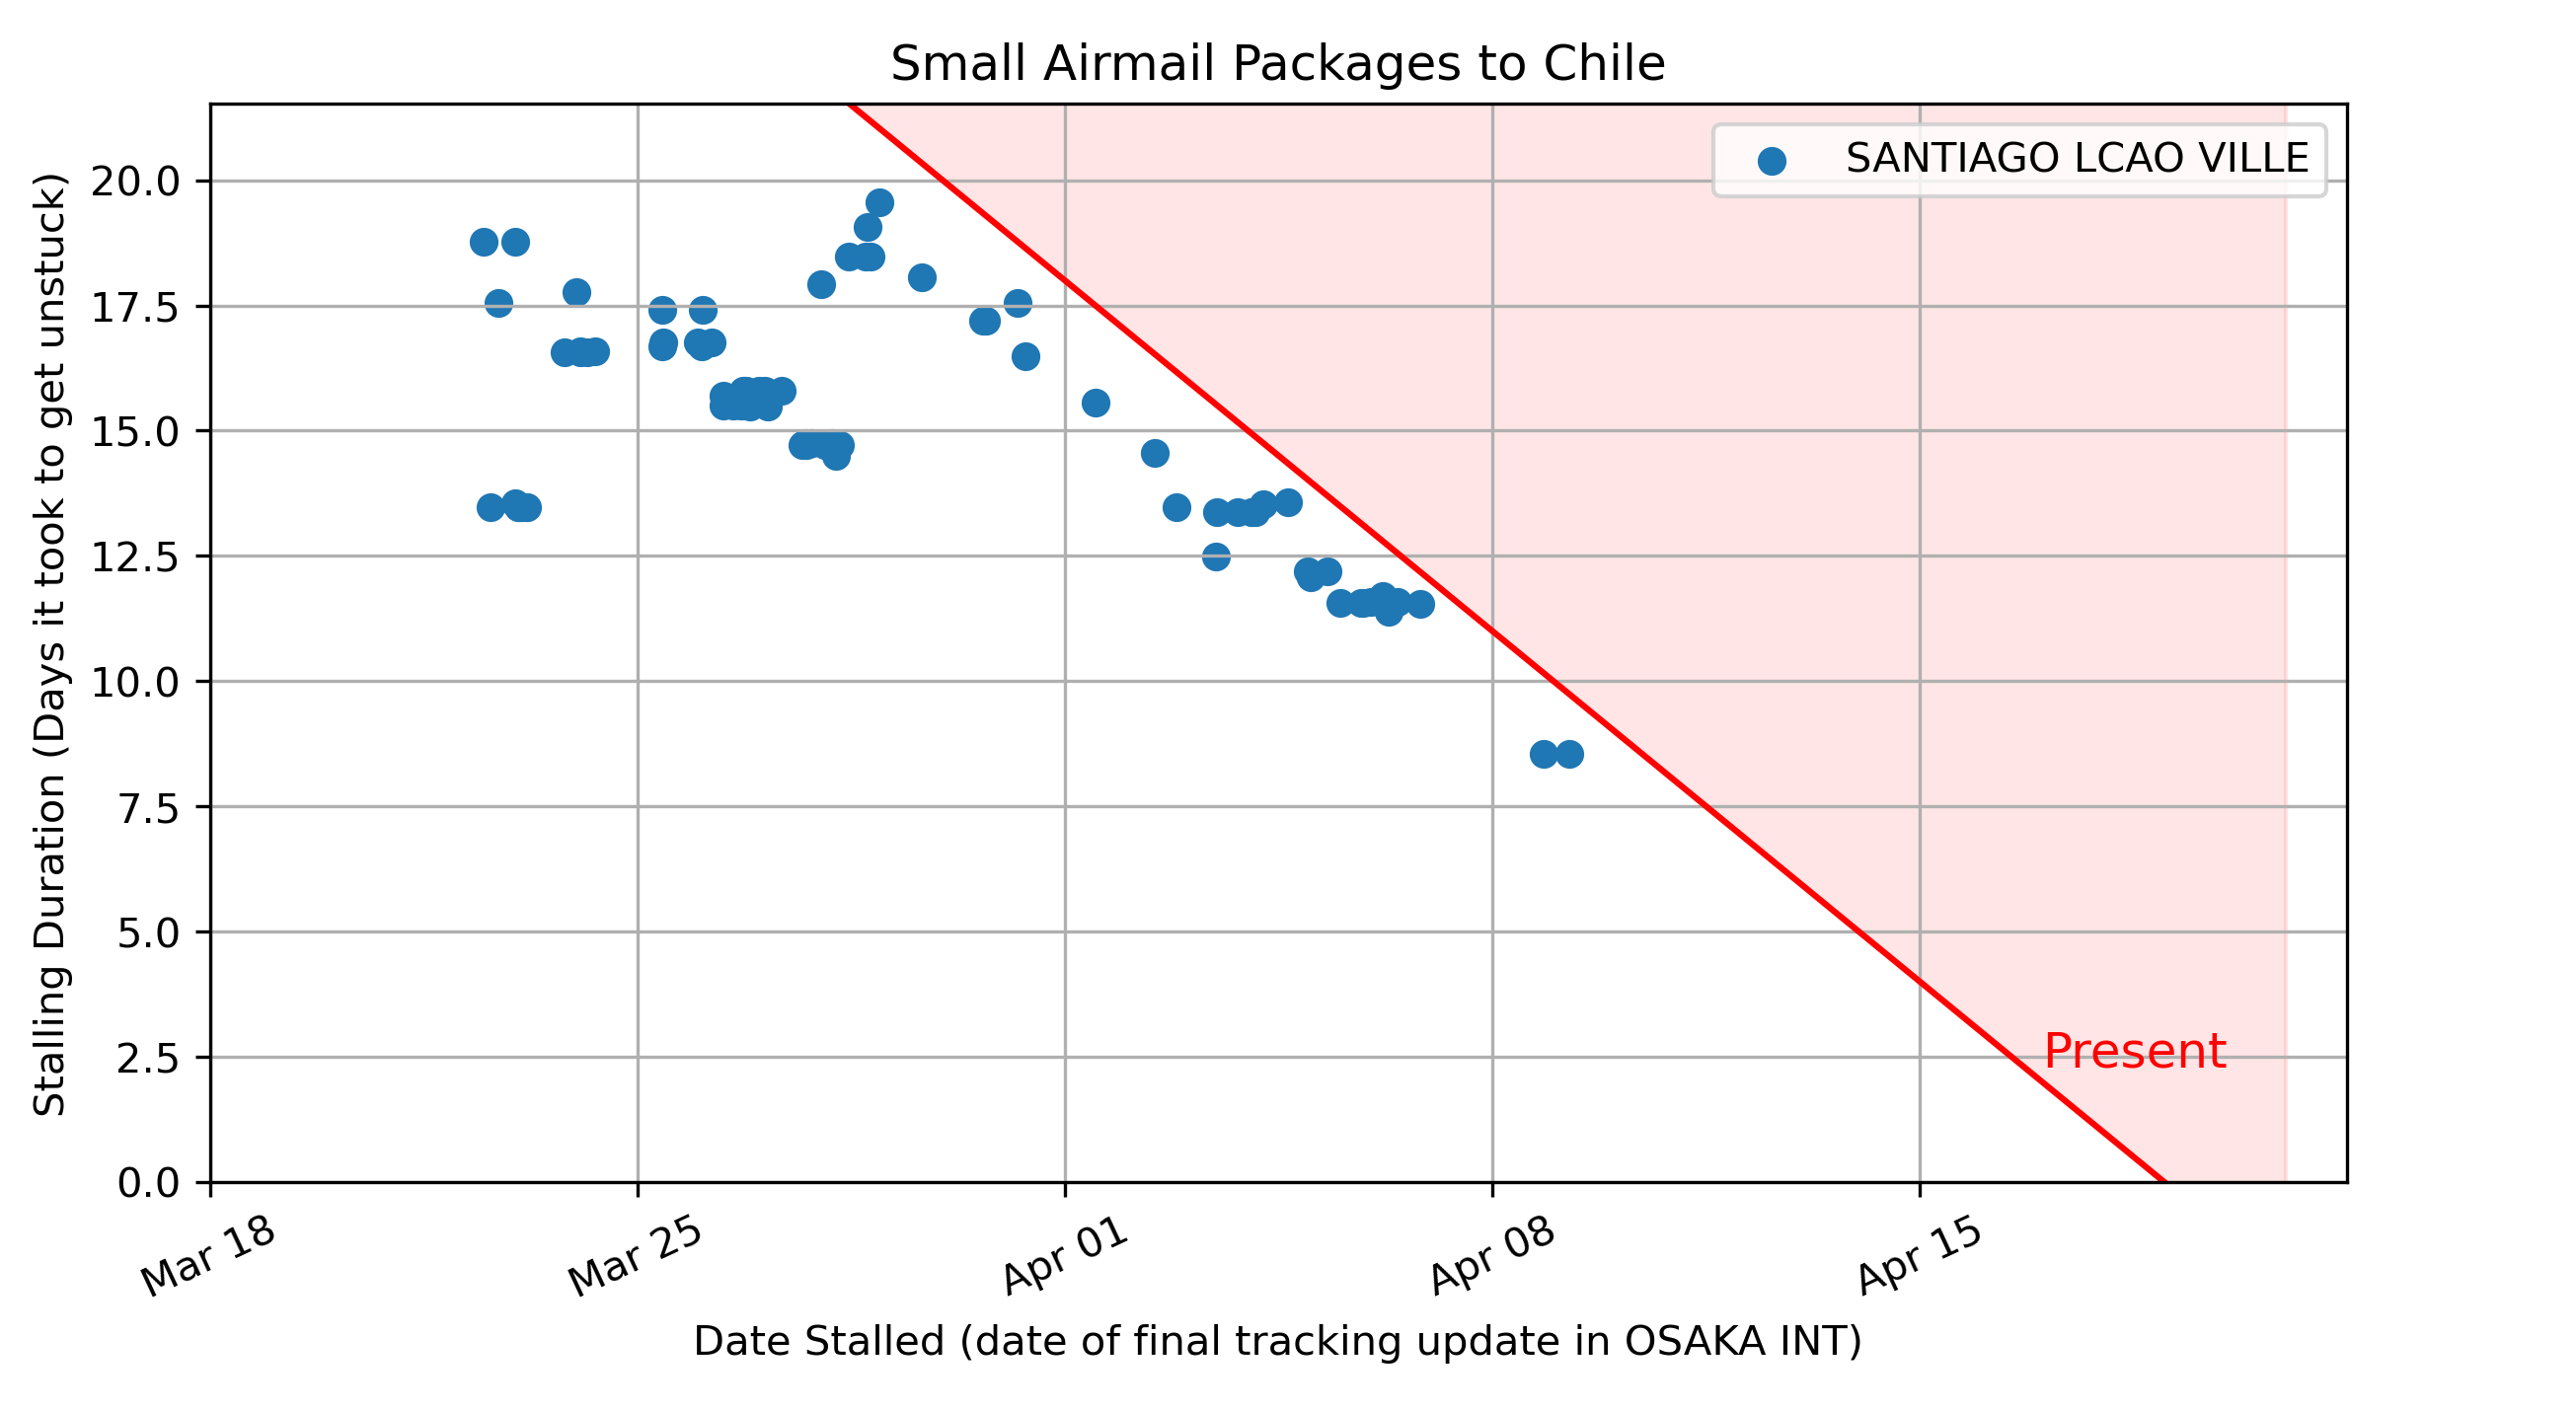 Small Airmail Packages to Chile
SANTIAGO LCAO VILLE
Stalling Duration (Days it took to get unstuck)
20.0
17.5
15.0
12.5
10.0
7.5
5.0
2.5
0.0
Present
Mar 18
Mar 25
Apr 01
Apr 08
Apr 15
Date Stalled (date of final tracking update in OSAKA INT)